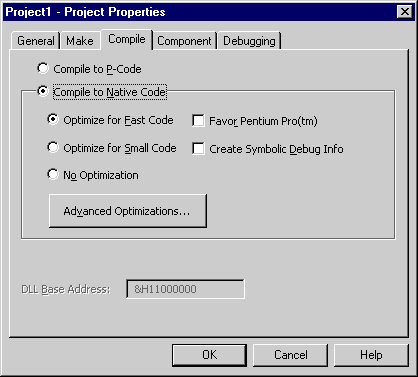 Project1 - Project Properties
General Make Compile Component Debugging
Compile to P-Code
Compile to Native Code
Optimize for Fast Code Favor Pentium Pro(tm)
Optimize for Small Code Create Symbolic Debug Info
No Optimization
Advanced Optimizations...
DLL Base Address: &H11000000
OK Cancel Help